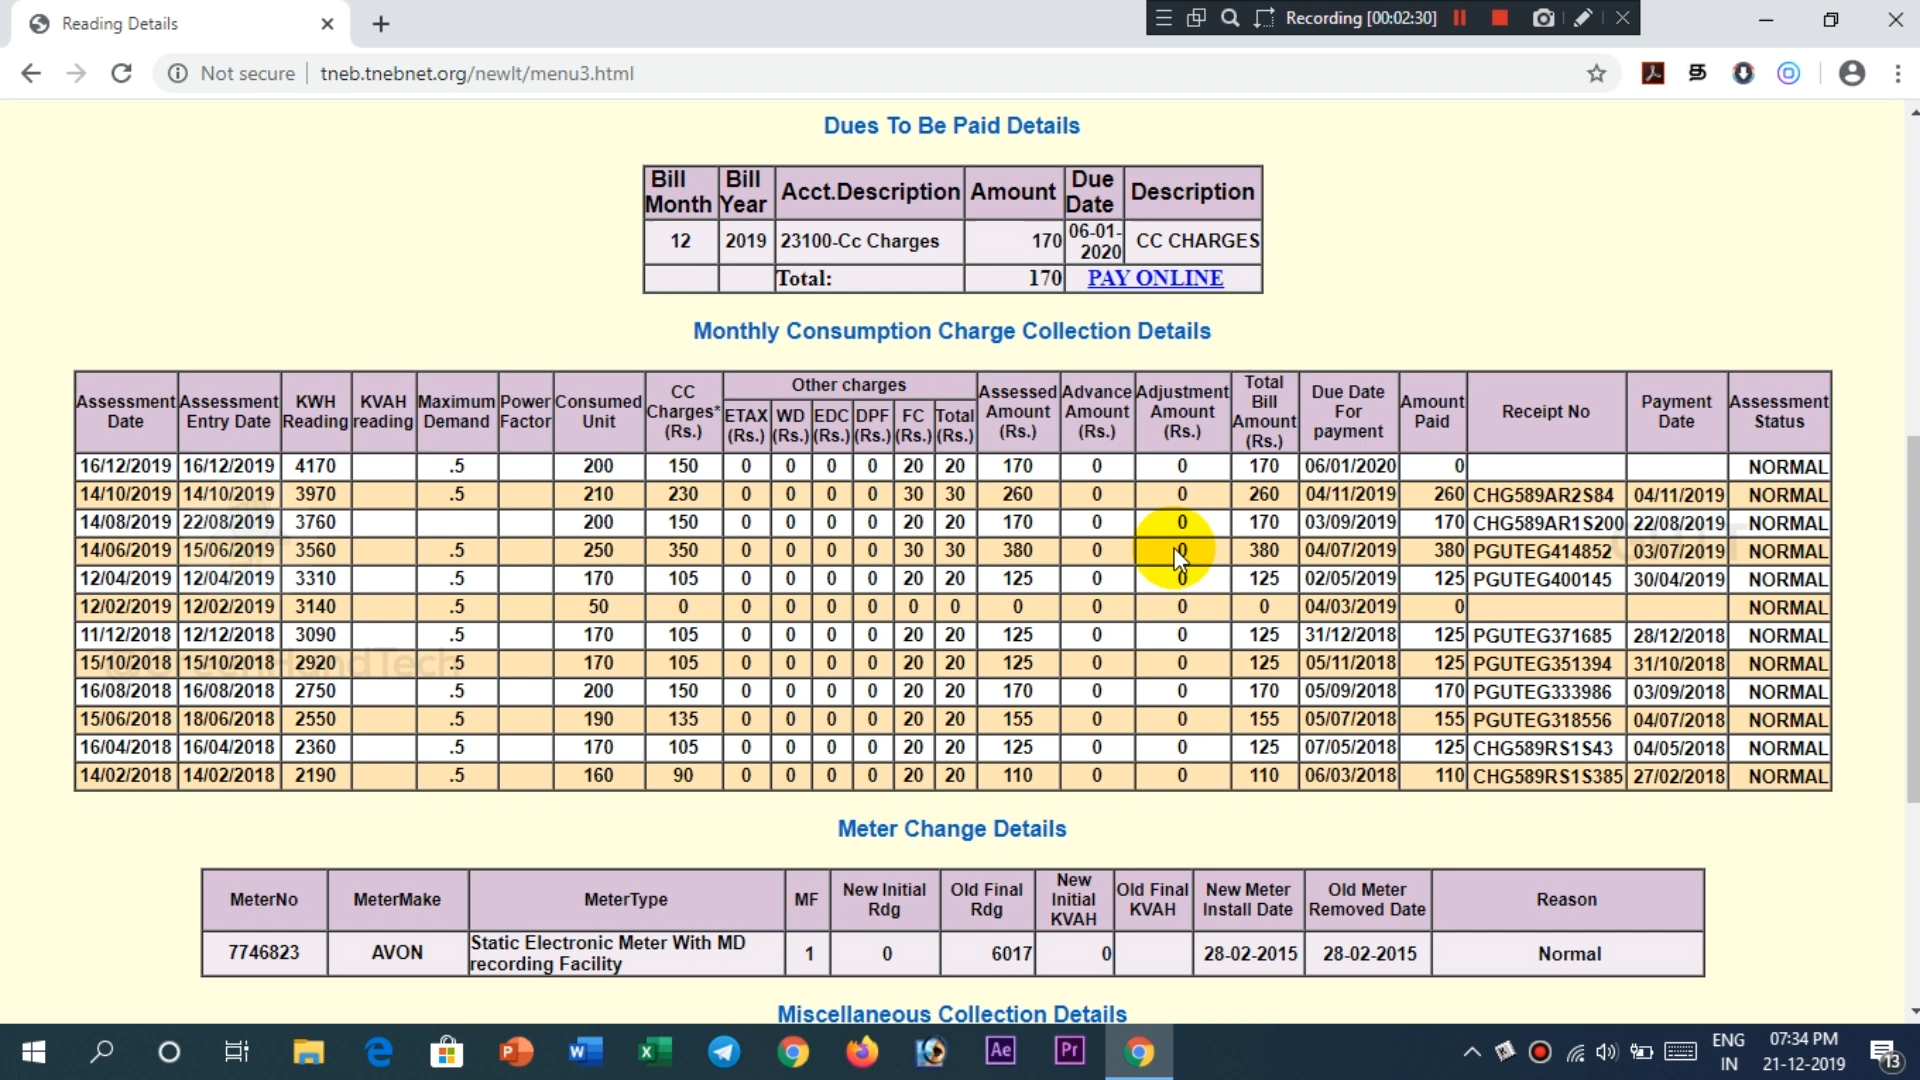 Reading Details
Recording [00:02:30]
Not secure tneb.tnebnet.org/newlt/menu3.html
Dues To Be Paid Details
Bill Month Bill Year Acct.Description Amount Due Date Description
12 2019 23100-Cc Charges 170 06-01-2020 CC CHARGES
Total: 170 PAY ONLINE
Monthly Consumption Charge Collection Details
Assessment Date Assessment Entry Date KWH Reading KVAH reading Maximum Demand Power Factor Consumed Unit CC Charges* (Rs.) Other charges Assessed Amount (Rs.) Advance Amount (Rs.) Adjustment Amount (Rs.) Total Bill Amount (Rs.) Due Date For payment Amount Paid Receipt No Payment Date Assessment Status
ETAX (Rs.) WD (Rs.) EDC (Rs.) DPF (Rs.) FC (Rs.) Total (Rs.)
16/12/2019 16/12/2019 4170 .5 200 150 0 0 0 0 20 20 170 0 0 170 06/01/2020 0 NORMAL
14/10/2019 14/10/2019 3970 .5 210 230 0 0 0 0 30 30 260 0 0 260 04/11/2019 260 CHG589AR2S84 04/11/2019 NORMAL
14/08/2019 22/08/2019 3760 200 150 0 0 0 0 20 20 170 0 0 170 03/09/2019 170 CHG589AR1S200 22/08/2019 NORMAL
14/06/2019 15/06/2019 3560 .5 250 350 0 0 0 0 30 30 380 0 0 380 04/07/2019 380 PGUTEG414852 03/07/2019 NORMAL
12/04/2019 12/04/2019 3310 .5 170 105 0 0 0 0 20 20 125 0 0 125 02/05/2019 125 PGUTEG400145 30/04/2019 NORMAL
12/02/2019 12/02/2019 3140 .5 50 0 0 0 0 0 0 0 0 0 0 0 04/03/2019 0 NORMAL
11/12/2018 12/12/2018 3090 .5 170 105 0 0 0 0 20 20 125 0 0 125 31/12/2018 125 PGUTEG371685 28/12/2018 NORMAL
15/10/2018 15/10/2018 2920 .5 170 105 0 0 0 0 20 20 125 0 0 125 05/11/2018 125 PGUTEG351394 31/10/2018 NORMAL
@GreenHandTech
16/08/2018 16/08/2018 2750 .5 200 150 0 0 0 0 20 20 170 0 0 170 05/09/2018 170 PGUTEG333986 03/09/2018 NORMAL
15/06/2018 18/06/2018 2550 .5 190 135 0 0 0 0 20 20 155 0 0 155 05/07/2018 155 PGUTEG318556 04/07/2018 NORMAL
16/04/2018 16/04/2018 2360 .5 170 105 0 0 0 0 20 20 125 0 0 125 07/05/2018 125 CHG589RS1S43 04/05/2018 NORMAL
14/02/2018 14/02/2018 2190 .5 160 90 0 0 0 0 20 20 110 0 0 110 06/03/2018 110 CHG589RS1S385 27/02/2018 NORMAL
Meter Change Details
MeterNo MeterMake MeterType MF New Initial Rdg Old Final Rdg New Initial KVAH Old Final KVAH New Meter Install Date Old Meter Removed Date Reason
7746823 AVON Static Electronic Meter With MD recording Facility 1 0 6017 0 28-02-2015 28-02-2015 Normal
Miscellaneous Collection Details
Ae Pr
ENG 07:34 PM
IN 21-12-2019 13